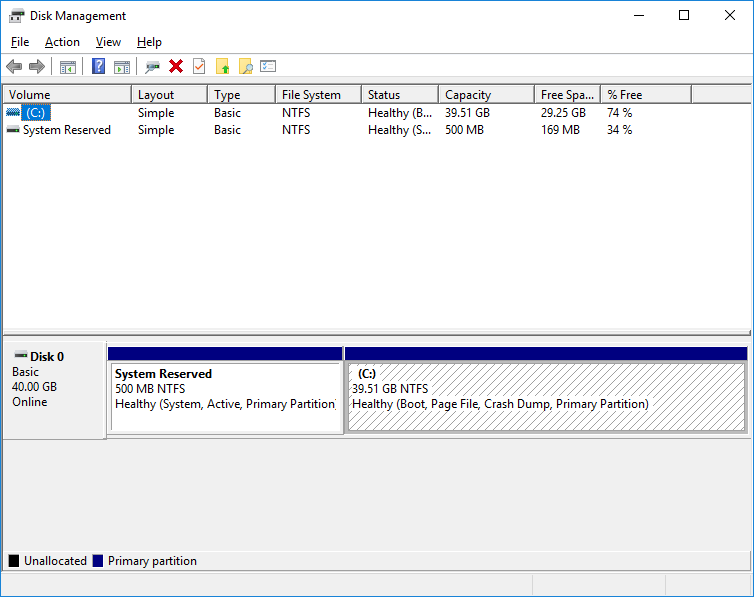 Disk Management
File Action View Help
Volume Layout Type File System Status Capacity Free Spa... % Free
(C:) Simple Basic NTFS Healthy (B... 39.51 GB 29.25 GB 74 %
System Reserved Simple Basic NTFS Healthy (S... 500 MB 169 MB 34 %
Disk 0
Basic
40.00 GB
Online
System Reserved
500 MB NTFS
Healthy (System, Active, Primary Partition)
(C:)
39.51 GB NTFS
Healthy (Boot, Page File, Crash Dump, Primary Partition)
Unallocated Primary partition